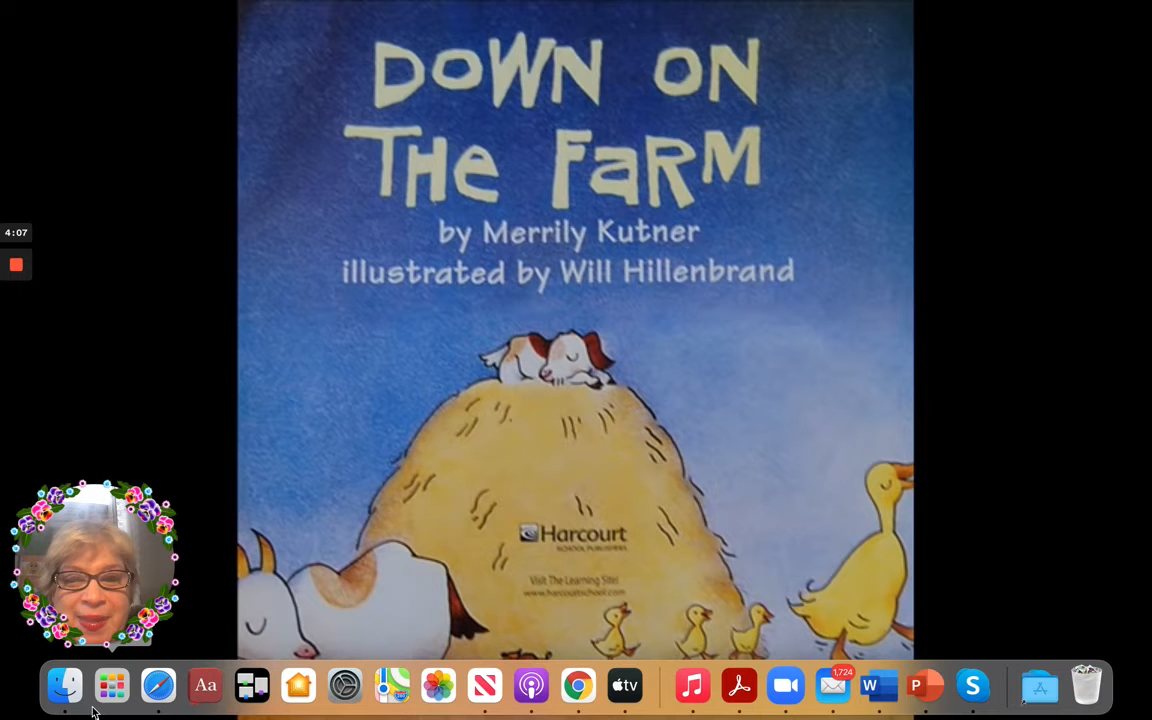 DOWN ON
THE FARM
by Merrily Kutner
illustrated by Will Hillenbrand
4:07
Harcourt
SCHOOL PUBLISHERS
Visit The Learning Site!
www.harcourtschool.com
Aa
tv
1,724
W
P
S